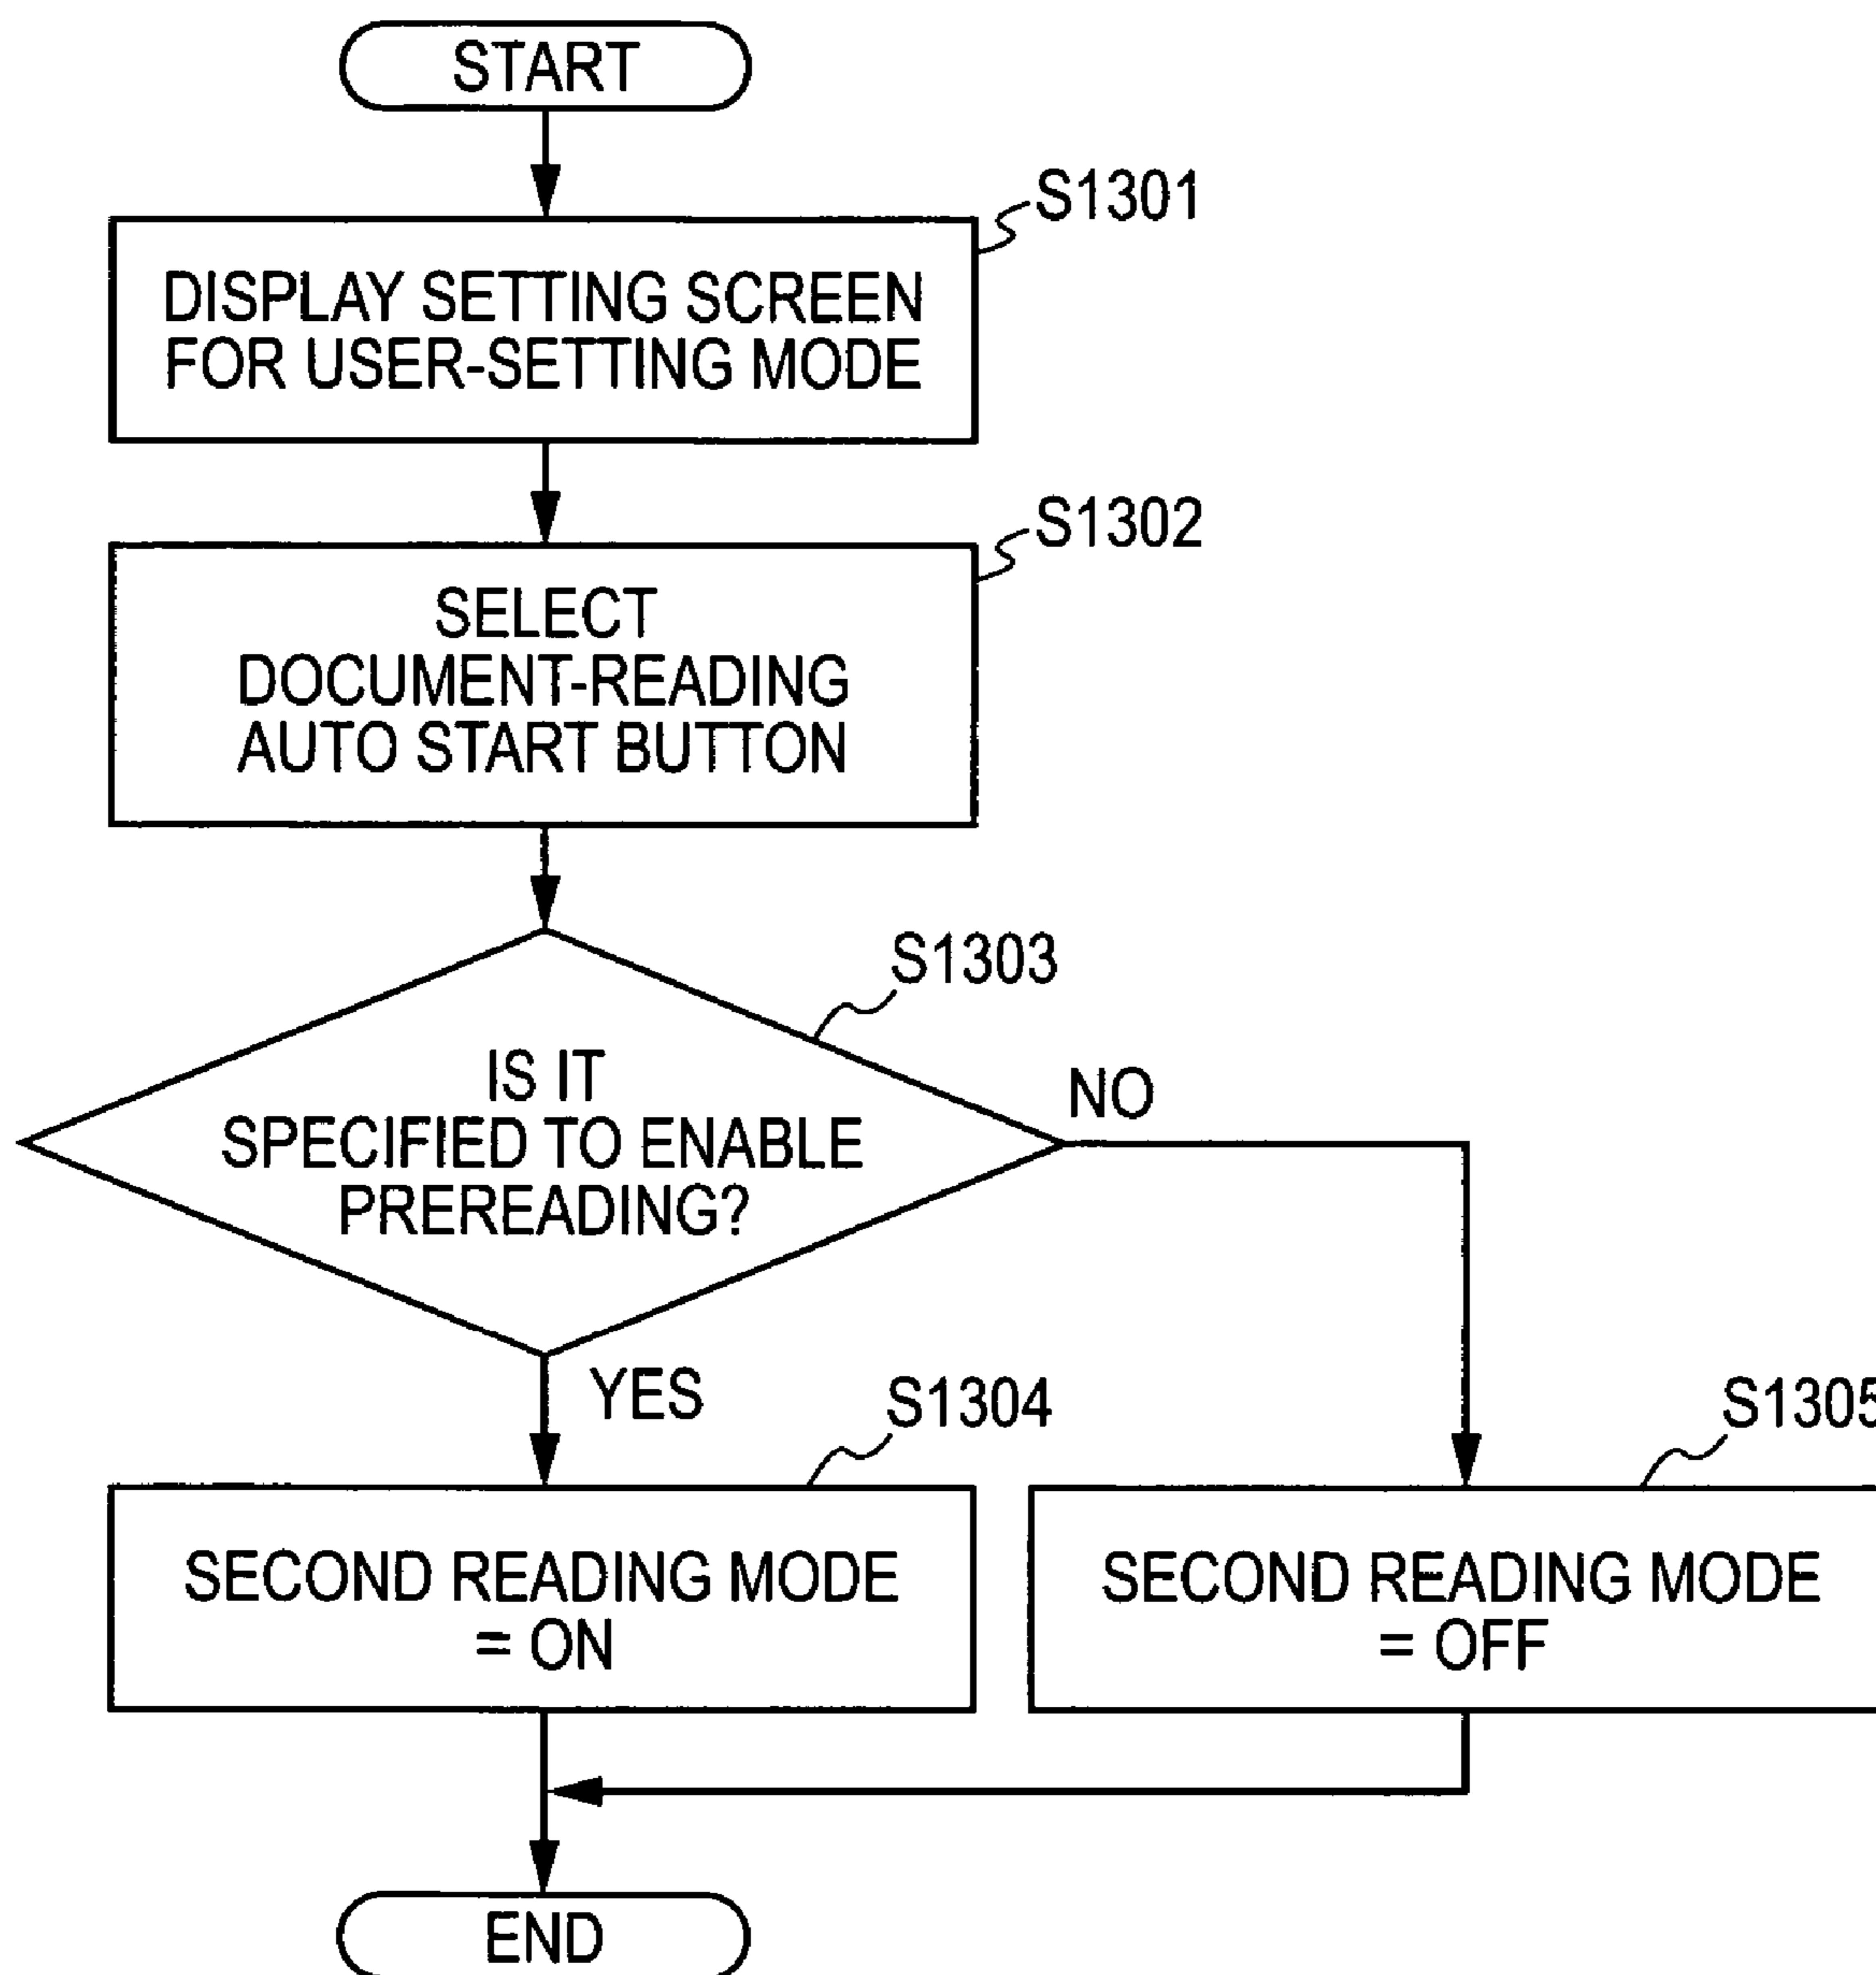 START
S1301
DISPLAY SETTING SCREEN
FOR USER-SETTING MODE
S1302
SELECT
DOCUMENT-READING
AUTO START BUTTON
S1303
IS IT
SPECIFIED TO ENABLE
PREREADING?
NO
YES
S1304
S1305
SECOND READING MODE
= ON
SECOND READING MODE
= OFF
END